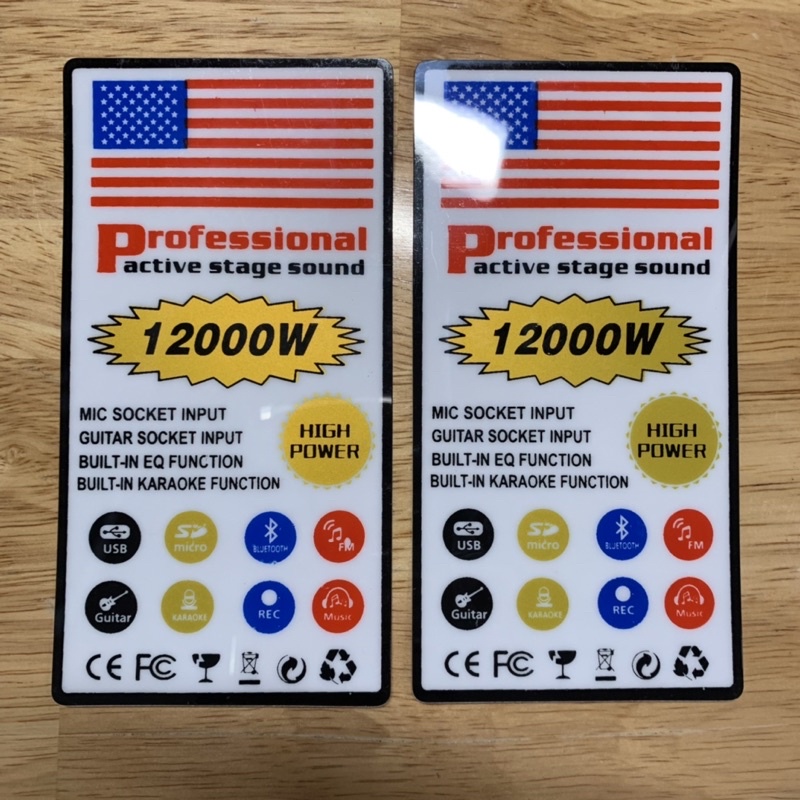 Professional
active stage sound
12000W
MIC SOCKET INPUT
GUITAR SOCKET INPUT
BUILT-IN EQ FUNCTION
BUILT-IN KARAOKE FUNCTION
HIGH
POWER
USB
micro
BLUETOOTH
FM
Guitar
KARAOKE
REC
Music
CE FC
Professional
active stage sound
12000W
MIC SOCKET INPUT
GUITAR SOCKET INPUT
BUILT-IN EQ FUNCTION
BUILT-IN KARAOKE FUNCTION
HIGH
POWER
USB
micro
BLUETOOTH
FM
Guitar
KARAOKE
REC
Music
CE FC